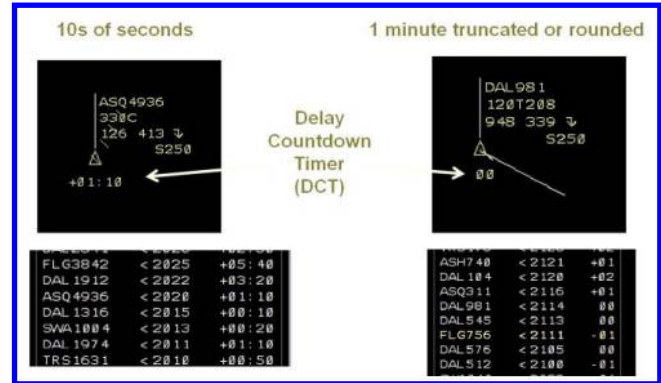 10s of seconds
1 minute truncated or rounded
ASQ4936
330C
126 413
S250
+01:10
Delay
Countdown
Timer
(DCT)
DAL981
120T208
948 339
S250
00
FLG3842 <2025 +05:40
DAL1912 <2022 +03:20
ASQ4936 <2020 +01:10
DAL1316 <2015 +00:10
SWA1004 <2013 +00:20
DAL1974 <2011 +01:10
TRS1631 <2010 +00:50
ASH740 <2121 +01
DAL104 <2120 +02
ASQ311 <2116 +01
DAL981 <2114 00
DAL545 <2113 00
FLG756 <2111 -01
DAL576 <2105 00
DAL512 <2100 -01